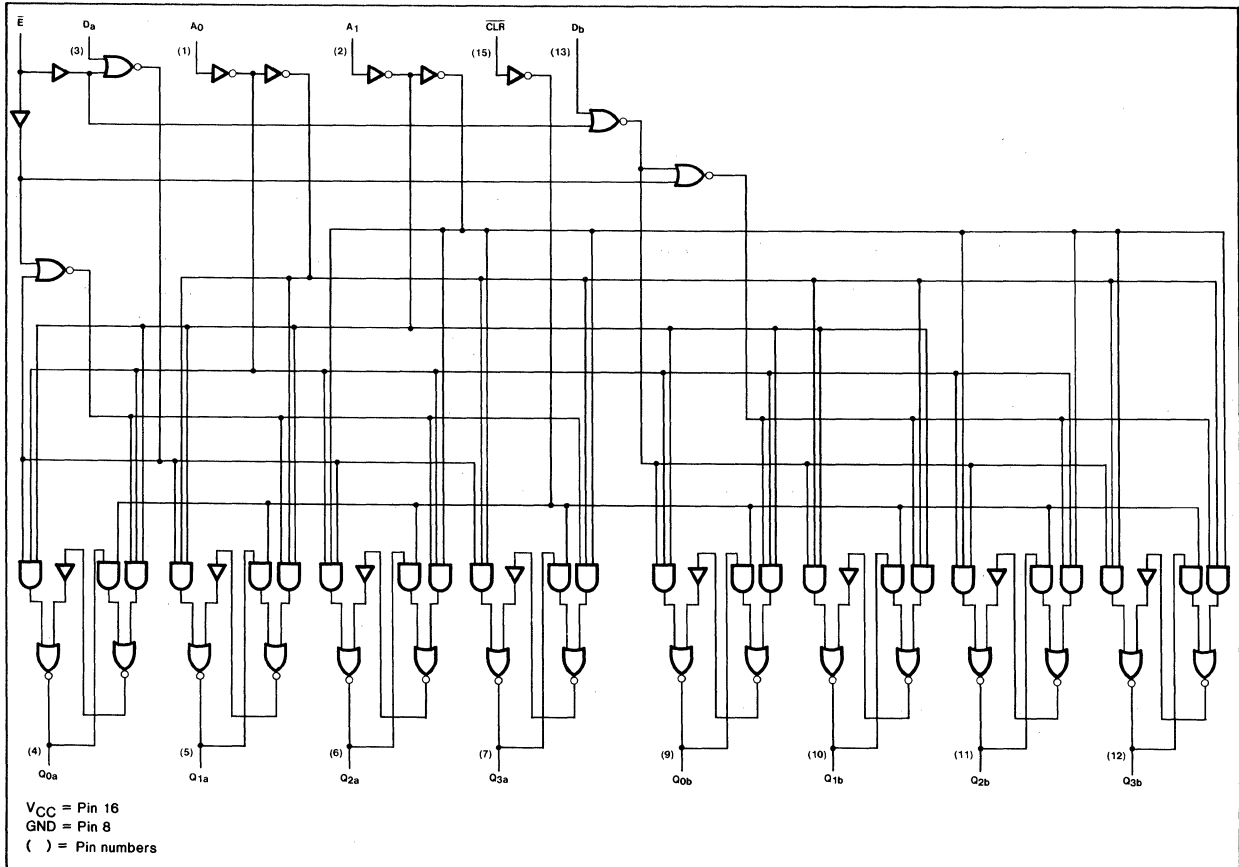 E̅ Da A0 A1 C̅L̅R̅ Db
(3) (1) (2) (15) (13)
(4) (5) (6) (7) (9) (10) (11) (12)
Q0a Q1a Q2a Q3a Q0b Q1b Q2b Q3b
VCC = Pin 16
GND = Pin 8
( ) = Pin numbers